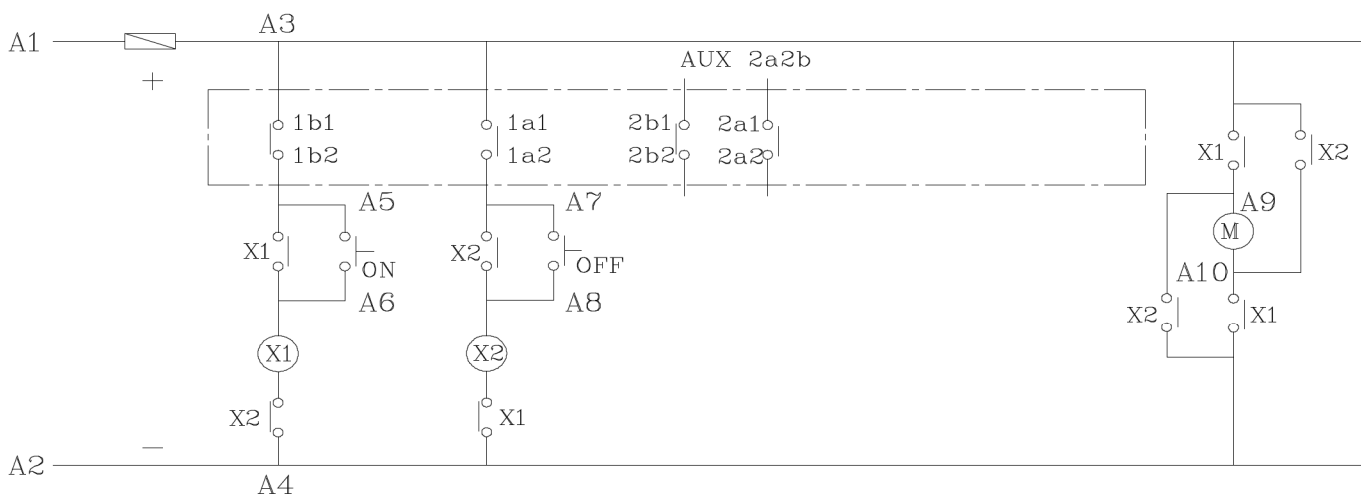 A3
A1
AUX 2a2b
+
1b1
1a1
2b1
2a1
1b2
1a2
2b2
2a2
X1
X2
A5
A7
A9
X1
ON
X2
OFF
M
A6
A8
A10
X2
X1
X1
X2
X2
X1
−
A2
A4